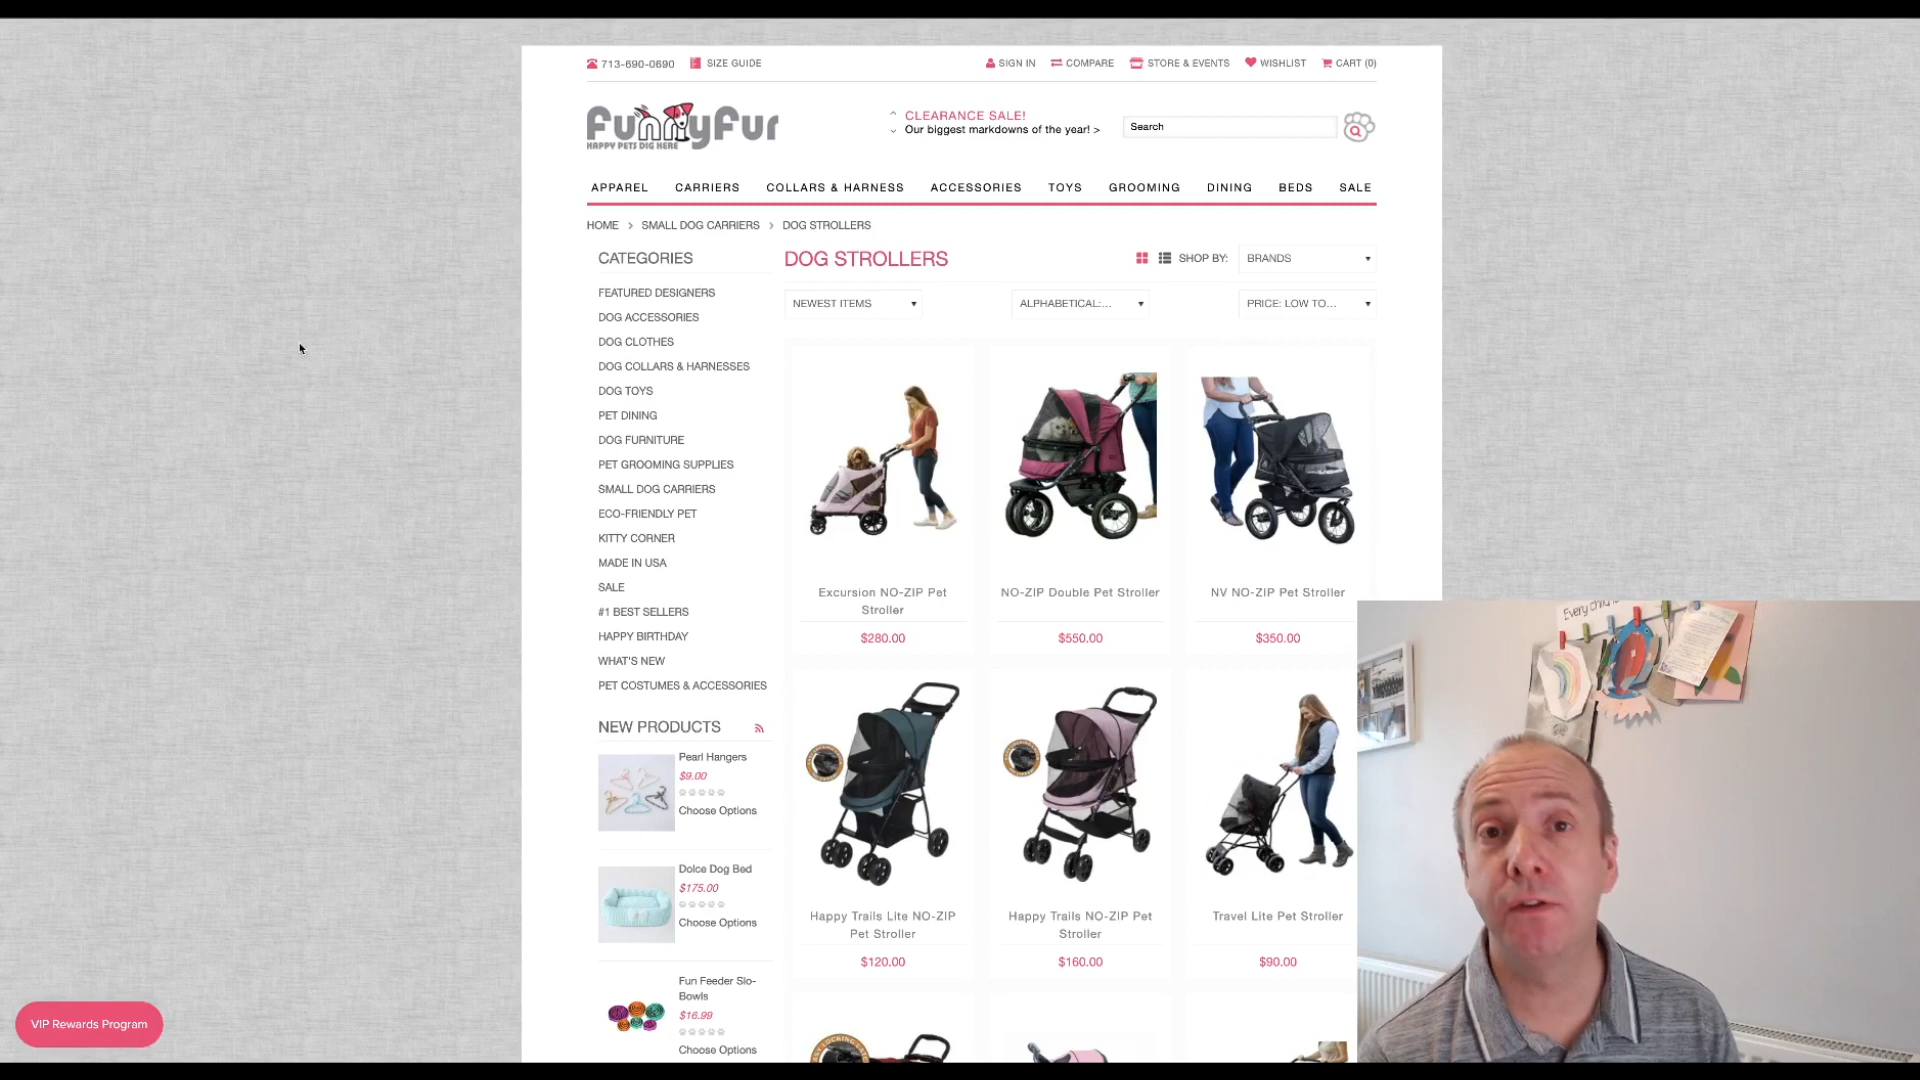 713-690-0690 SIZE GUIDE SIGN IN COMPARE STORE & EVENTS WISHLIST CART (0)
FunnyFur
HAPPY PETS DIG HERE
CLEARANCE SALE!
Our biggest markdowns of the year! >
Search
APPAREL CARRIERS COLLARS & HARNESS ACCESSORIES TOYS GROOMING DINING BEDS SALE
HOME > SMALL DOG CARRIERS > DOG STROLLERS
CATEGORIES
FEATURED DESIGNERS
DOG ACCESSORIES
DOG CLOTHES
DOG COLLARS & HARNESSES
DOG TOYS
PET DINING
DOG FURNITURE
PET GROOMING SUPPLIES
SMALL DOG CARRIERS
ECO-FRIENDLY PET
KITTY CORNER
MADE IN USA
SALE
#1 BEST SELLERS
HAPPY BIRTHDAY
WHAT'S NEW
PET COSTUMES & ACCESSORIES
NEW PRODUCTS
Pearl Hangers
$9.00
Choose Options
Dolce Dog Bed
$175.00
Choose Options
Fun Feeder Slo-
Bowls
$16.99
Choose Options
DOG STROLLERS
SHOP BY: BRANDS
NEWEST ITEMS ALPHABETICAL:... PRICE: LOW TO...
Excursion NO-ZIP Pet
Stroller
$280.00
NO-ZIP Double Pet Stroller
$550.00
NV NO-ZIP Pet Stroller
$350.00
Happy Trails Lite NO-ZIP
Pet Stroller
$120.00
Happy Trails NO-ZIP Pet
Stroller
$160.00
Travel Lite Pet Stroller
$90.00
VIP Rewards Program
Every child